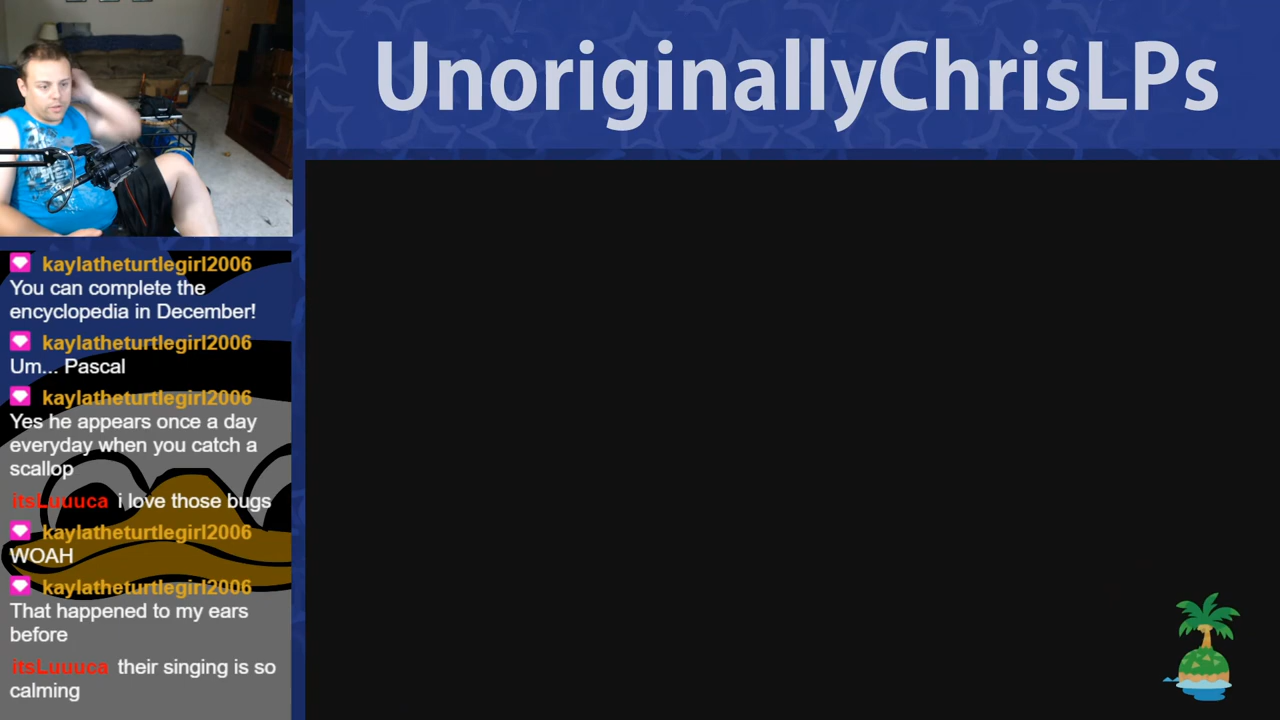 UnoriginallyChrisLPs
kaylatheturtlegirl2006
You can complete the
encyclopedia in December!
kaylatheturtlegirl2006
Um... Pascal
kaylatheturtlegirl2006
Yes he appears once a day
everyday when you catch a
scallop
itsLuuuca i love those bugs
kaylatheturtlegirl2006
WOAH
kaylatheturtlegirl2006
That happened to my ears
before
itsLuuuca their singing is so
calming